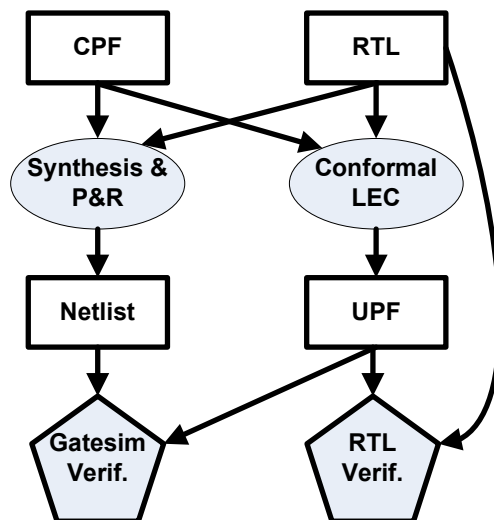 CPF
RTL
Synthesis &
P&R
Conformal
LEC
Netlist
UPF
Gatesim
Verif.
RTL
Verif.